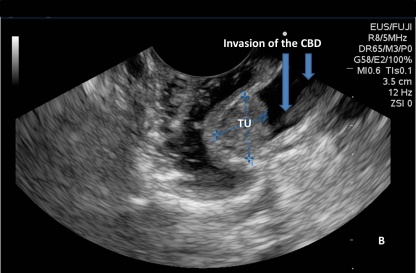 EUS/FUJI
R8/5MHz
DR65/M3/P0
G58/E2/100%
MI0.6 TIs0.1
3.5 cm
12 Hz
ZSI 0
Invasion of the CBD
TU
B